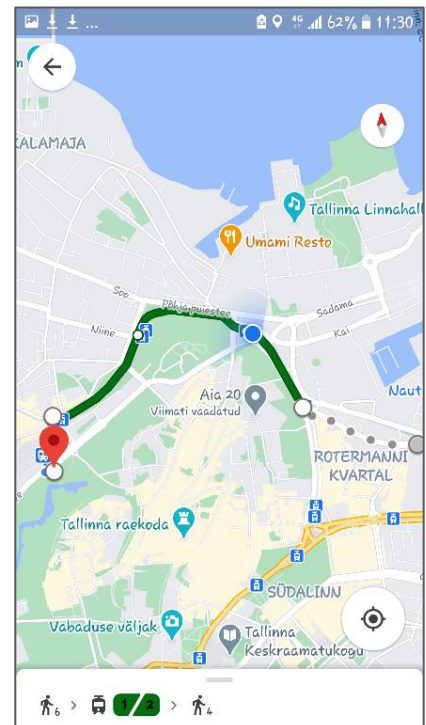 4G 62% 11:30
KALAMAJA
Tallinna Linnahall
Umami Resto
Soo
Põhja puiestee
Sadama
Niine
Kai
Aia 20
Viimati vaadatud
Naut
ROTERMANNI
KVARTAL
Tallinna raekoda
SÜDALINN
Vabaduse väljak
Tallinna
Keskraamatukogu
6 > 1/2 > 4